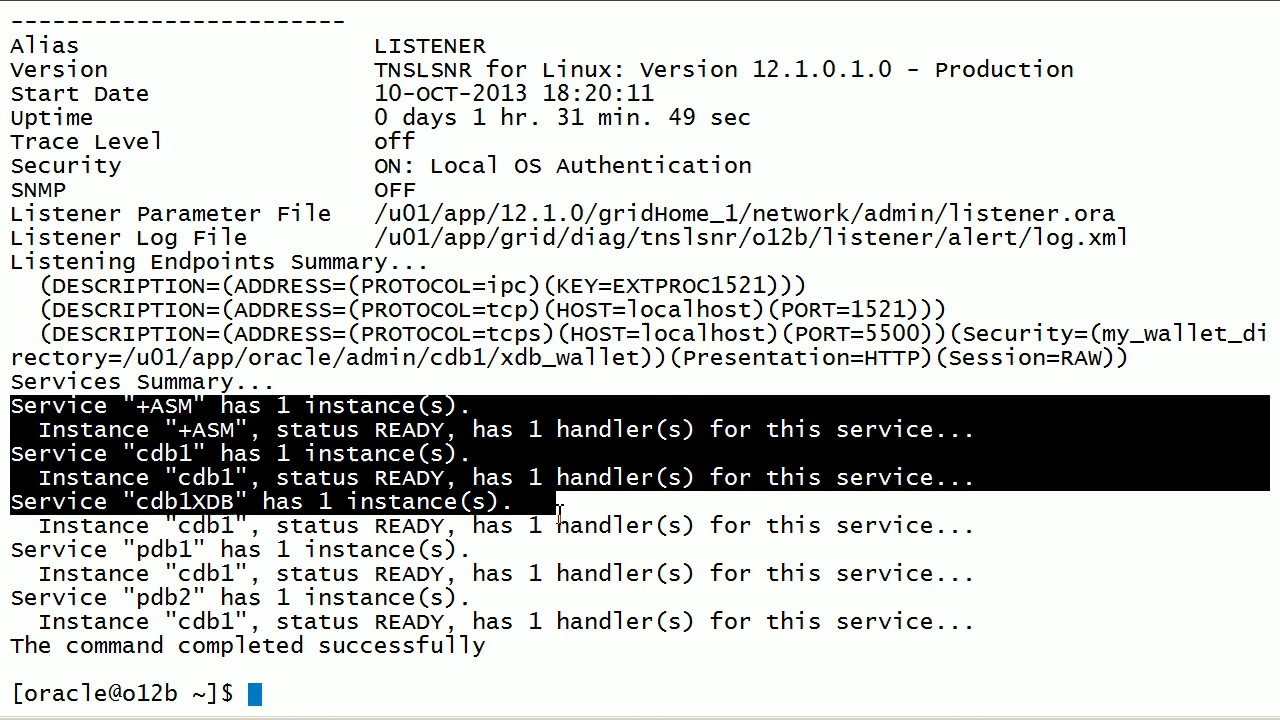 ------------------------
Alias                     LISTENER
Version                   TNSLSNR for Linux: Version 12.1.0.1.0 - Production
Start Date                10-OCT-2013 18:20:11
Uptime                    0 days 1 hr. 31 min. 49 sec
Trace Level               off
Security                  ON: Local OS Authentication
SNMP                      OFF
Listener Parameter File   /u01/app/12.1.0/gridHome_1/network/admin/listener.ora
Listener Log File         /u01/app/grid/diag/tnslsnr/o12b/listener/alert/log.xml
Listening Endpoints Summary...
  (DESCRIPTION=(ADDRESS=(PROTOCOL=ipc)(KEY=EXTPROC1521)))
  (DESCRIPTION=(ADDRESS=(PROTOCOL=tcp)(HOST=localhost)(PORT=1521)))
  (DESCRIPTION=(ADDRESS=(PROTOCOL=tcps)(HOST=localhost)(PORT=5500))(Security=(my_wallet_di
rectory=/u01/app/oracle/admin/cdb1/xdb_wallet))(Presentation=HTTP)(Session=RAW))
Services Summary...
Service "+ASM" has 1 instance(s).
  Instance "+ASM", status READY, has 1 handler(s) for this service...
Service "cdb1" has 1 instance(s).
  Instance "cdb1", status READY, has 1 handler(s) for this service...
Service "cdb1XDB" has 1 instance(s).
  Instance "cdb1", status READY, has 1 handler(s) for this service...
Service "pdb1" has 1 instance(s).
  Instance "cdb1", status READY, has 1 handler(s) for this service...
Service "pdb2" has 1 instance(s).
  Instance "cdb1", status READY, has 1 handler(s) for this service...
The command completed successfully
[oracle@o12b ~]$